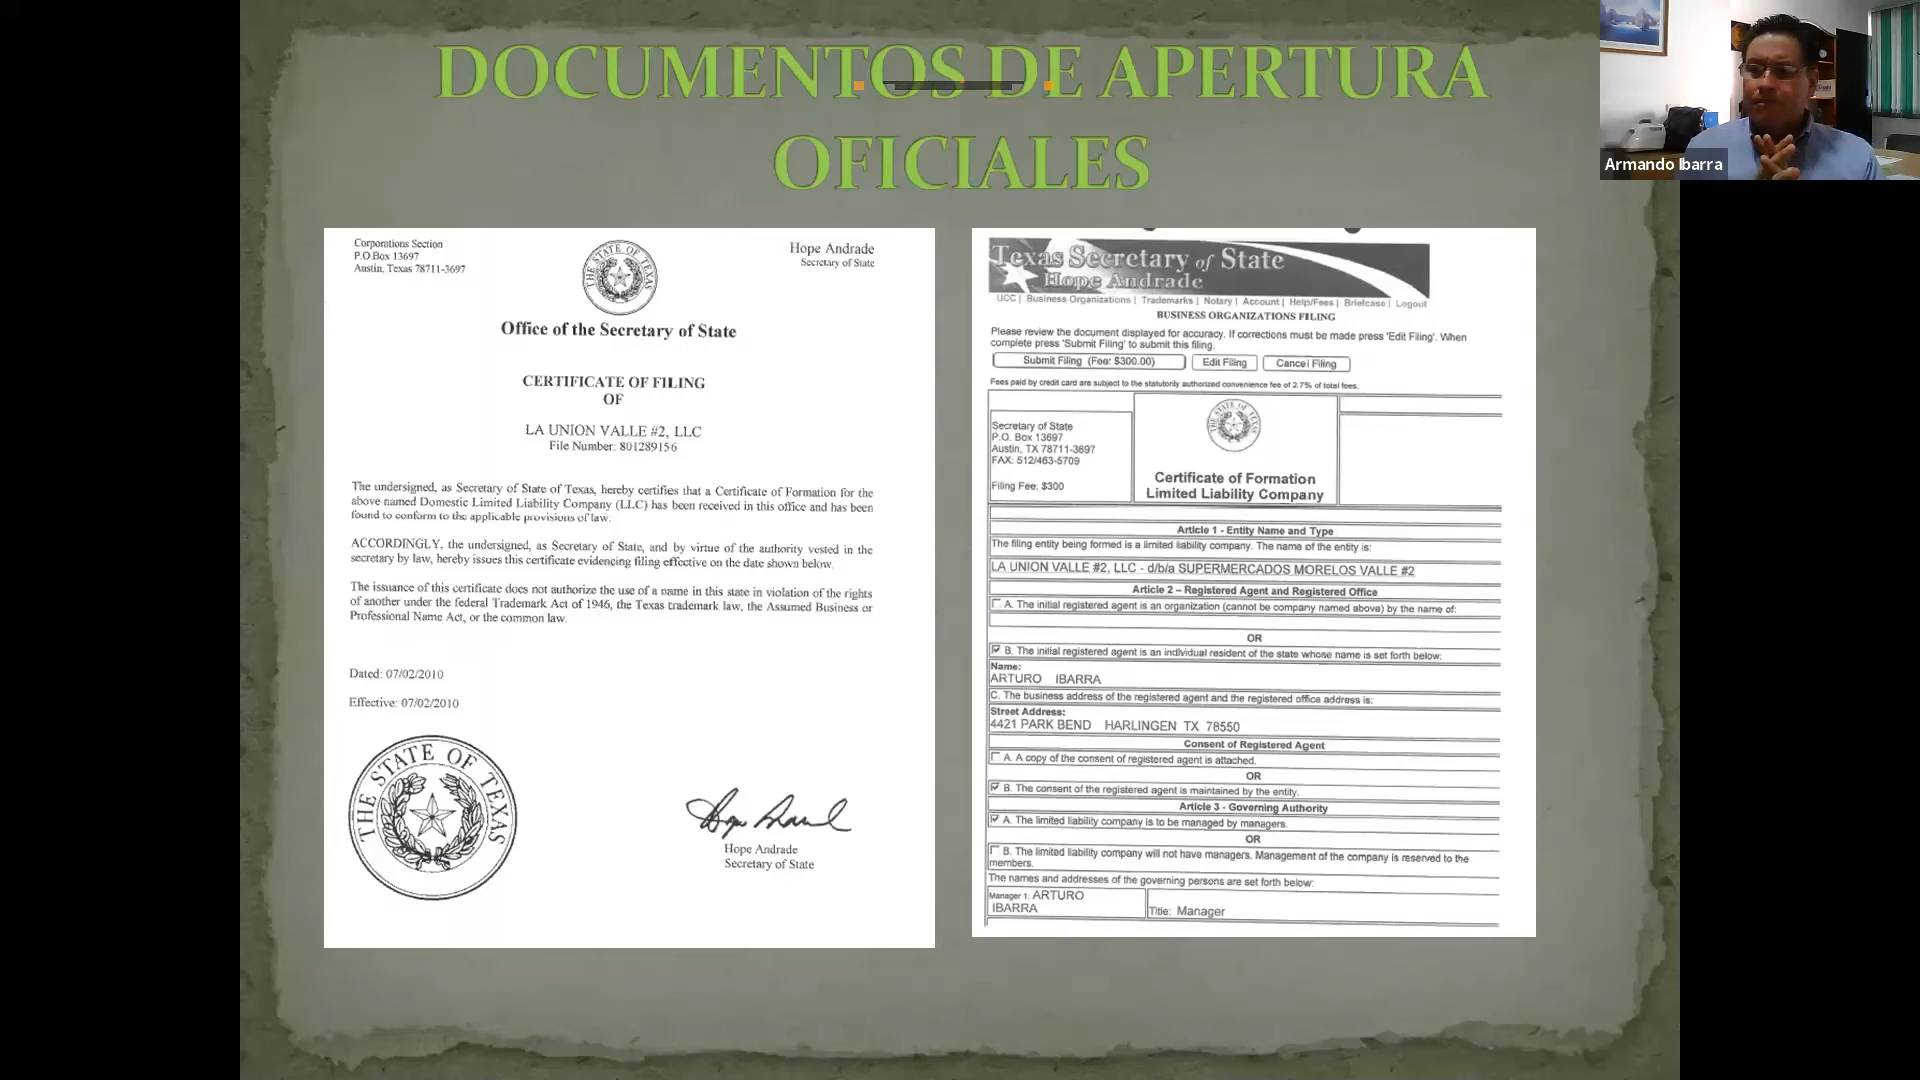 DOCUMENTOS DE APERTURA
OFICIALES
Armando Ibarra
Corporations Section
P.O.Box 13697
Austin, Texas 78711-3697
THE STATE OF TEXAS
Hope Andrade
Secretary of State
Office of the Secretary of State
CERTIFICATE OF FILING
OF
LA UNION VALLE #2, LLC
File Number: 801289156
The undersigned, as Secretary of State of Texas, hereby certifies that a Certificate of Formation for the
above named Domestic Limited Liability Company (LLC) has been received in this office and has been
found to conform to the applicable provisions of law.
ACCORDINGLY, the undersigned, as Secretary of State, and by virtue of the authority vested in the
secretary by law, hereby issues this certificate evidencing filing effective on the date shown below.
The issuance of this certificate does not authorize the use of a name in this state in violation of the rights
of another under the federal Trademark Act of 1946, the Texas trademark law, the Assumed Business or
Professional Name Act, or the common law.
Dated: 07/02/2010
Effective: 07/02/2010
THE STATE OF TEXAS
Hope Andrade
Secretary of State
Texas Secretary of State
Hope Andrade
UCC | Business Organizations | Trademarks | Notary | Account | Help/Fees | Briefcase | Logout
BUSINESS ORGANIZATIONS FILING
Please review the document displayed for accuracy. If corrections must be made press 'Edit Filing'. When
complete press 'Submit Filing' to submit this filing.
Submit Filing (Fee: $300.00) Edit Filing Cancel Filing
Fees paid by credit card are subject to the statutorily authorized convenience fee of 2.7% of total fees.
Secretary of State
P.O. Box 13697
Austin, TX 78711-3697
FAX: 512/463-5709
Filing Fee: $300
THE STATE OF TEXAS
Certificate of Formation
Limited Liability Company
Article 1 - Entity Name and Type
The filing entity being formed is a limited liability company. The name of the entity is:
LA UNION VALLE #2, LLC - d/b/a SUPERMERCADOS MORELOS VALLE #2
Article 2 – Registered Agent and Registered Office
A. The initial registered agent is an organization (cannot be company named above) by the name of:
OR
B. The initial registered agent is an individual resident of the state whose name is set forth below:
Name:
ARTURO IBARRA
C. The business address of the registered agent and the registered office address is:
Street Address:
4421 PARK BEND HARLINGEN TX 78550
Consent of Registered Agent
A. A copy of the consent of registered agent is attached.
OR
B. The consent of the registered agent is maintained by the entity.
Article 3 - Governing Authority
A. The limited liability company is to be managed by managers.
OR
B. The limited liability company will not have managers. Management of the company is reserved to the
members.
The names and addresses of the governing persons are set forth below:
Manager 1: ARTURO
IBARRA
Title: Manager